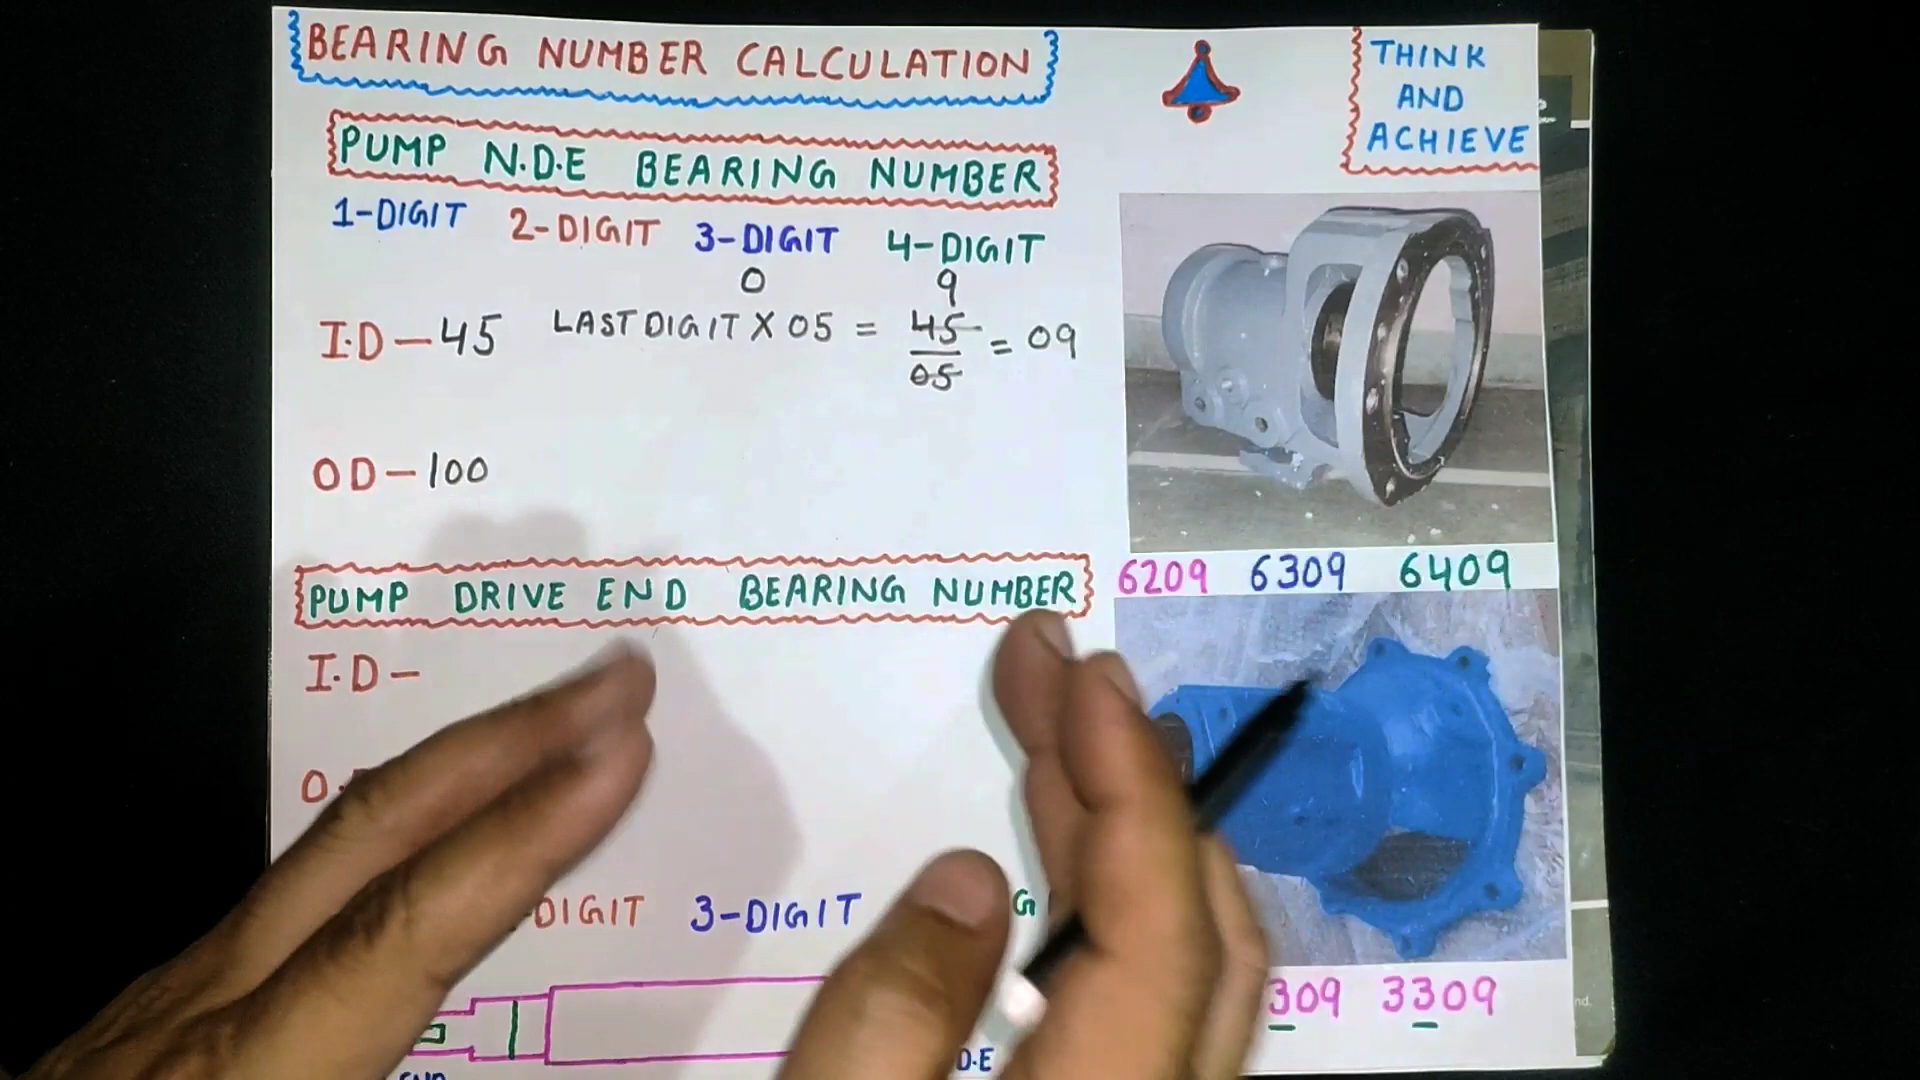 BEARING NUMBER CALCULATION
THINK
AND
ACHIEVE
PUMP N.D.E BEARING NUMBER
1-DIGIT 2-DIGIT 3-DIGIT 4-DIGIT
0 9
I.D-45 LAST DIGIT X 05 = 45/05 = 09
OD-100
6209 6309 6409
PUMP DRIVE END BEARING NUMBER
I.D-
DIGIT 3-DIGIT
309 3309
D.E